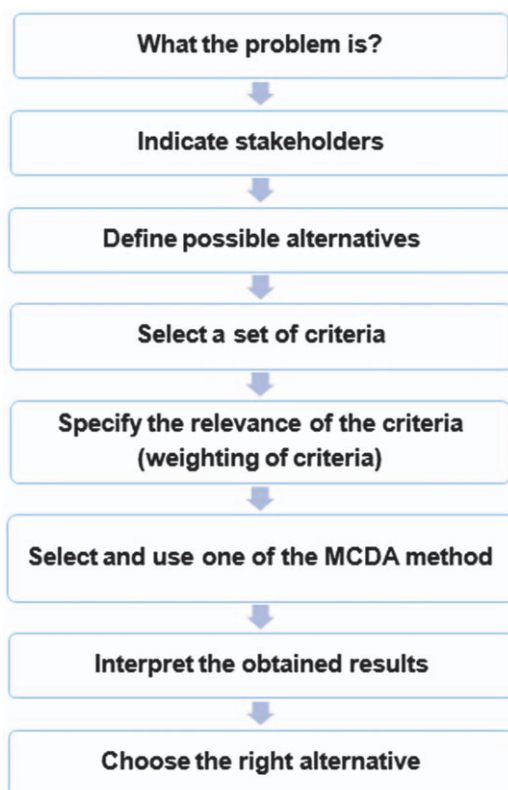 What the problem is?
Indicate stakeholders
Define possible alternatives
Select a set of criteria
Specify the relevance of the criteria
(weighting of criteria)
Select and use one of the MCDA method
Interpret the obtained results
Choose the right alternative